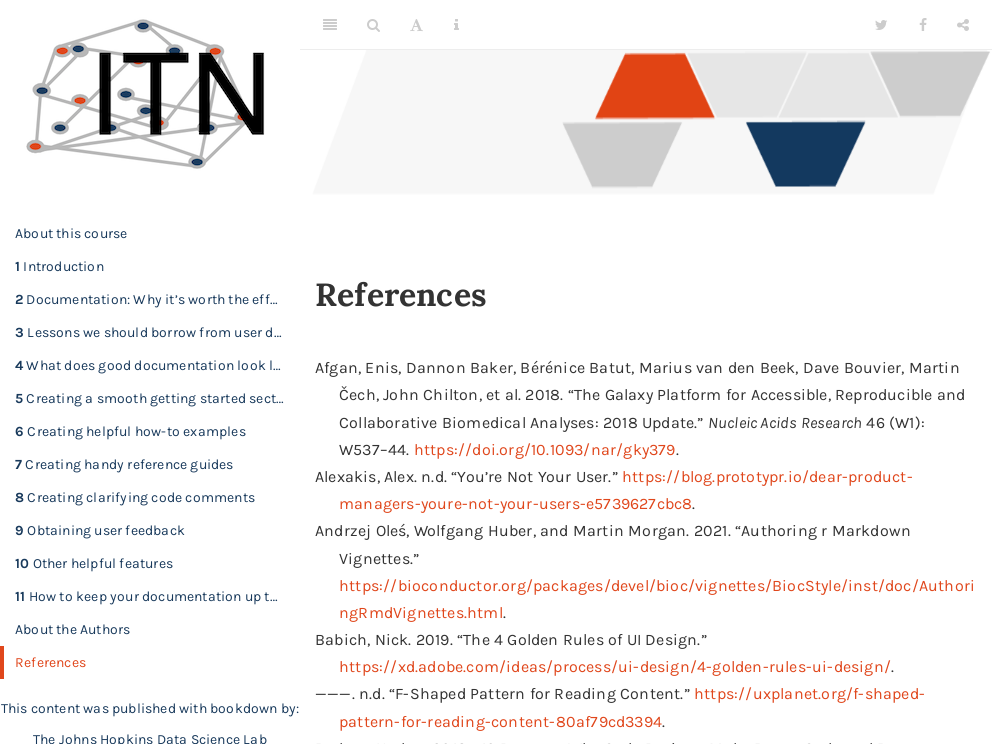 ITN
About this course
1 Introduction
2 Documentation: Why it’s worth the eff…
3 Lessons we should borrow from user d…
4 What does good documentation look l…
5 Creating a smooth getting started sect…
6 Creating helpful how-to examples
7 Creating handy reference guides
8 Creating clarifying code comments
9 Obtaining user feedback
10 Other helpful features
11 How to keep your documentation up t…
About the Authors
References
This content was published with bookdown by:
The Johns Hopkins Data Science Lab
References
Afgan, Enis, Dannon Baker, Bérénice Batut, Marius van den Beek, Dave Bouvier, Martin
Čech, John Chilton, et al. 2018. “The Galaxy Platform for Accessible, Reproducible and
Collaborative Biomedical Analyses: 2018 Update.” Nucleic Acids Research 46 (W1):
W537–44. https://doi.org/10.1093/nar/gky379.
Alexakis, Alex. n.d. “You’re Not Your User.” https://blog.prototypr.io/dear-product-
managers-youre-not-your-users-e5739627cbc8.
Andrzej Oleś, Wolfgang Huber, and Martin Morgan. 2021. “Authoring r Markdown
Vignettes.”
https://bioconductor.org/packages/devel/bioc/vignettes/BiocStyle/inst/doc/Authori
ngRmdVignettes.html.
Babich, Nick. 2019. “The 4 Golden Rules of UI Design.”
https://xd.adobe.com/ideas/process/ui-design/4-golden-rules-ui-design/.
———. n.d. “F-Shaped Pattern for Reading Content.” https://uxplanet.org/f-shaped-
pattern-for-reading-content-80af79cd3394.